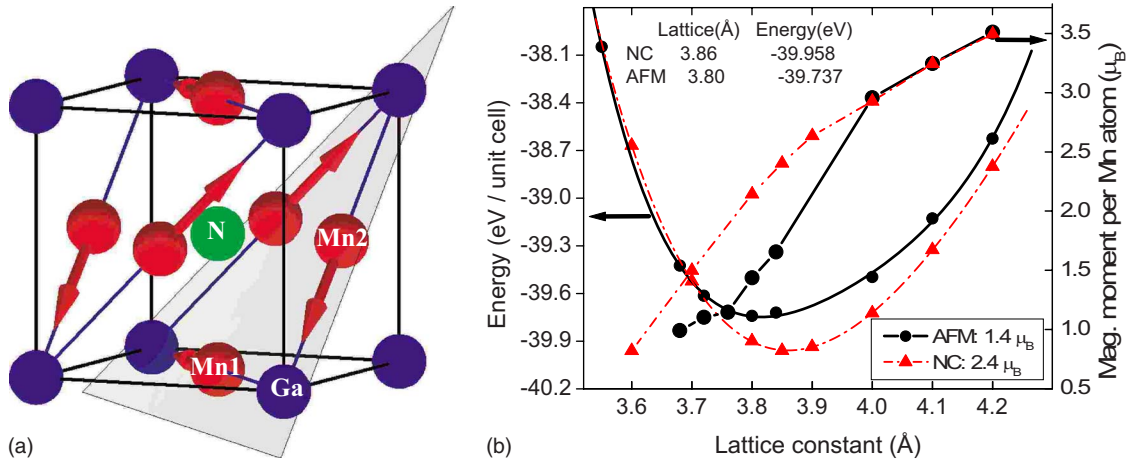 N
Mn2
Mn1
Ga
(a)
Lattice(Å) Energy(eV)
NC 3.86 -39.958
AFM 3.80 -39.737
-38.1
-38.4
-38.7
-39.0
-39.3
-39.6
-39.9
-40.2
Energy (eV / unit cell)
3.5
3.0
2.5
2.0
1.5
1.0
0.5
Mag. moment per Mn atom (μB)
AFM: 1.4 μB
NC: 2.4 μB
3.6 3.7 3.8 3.9 4.0 4.1 4.2
Lattice constant (Å)
(b)